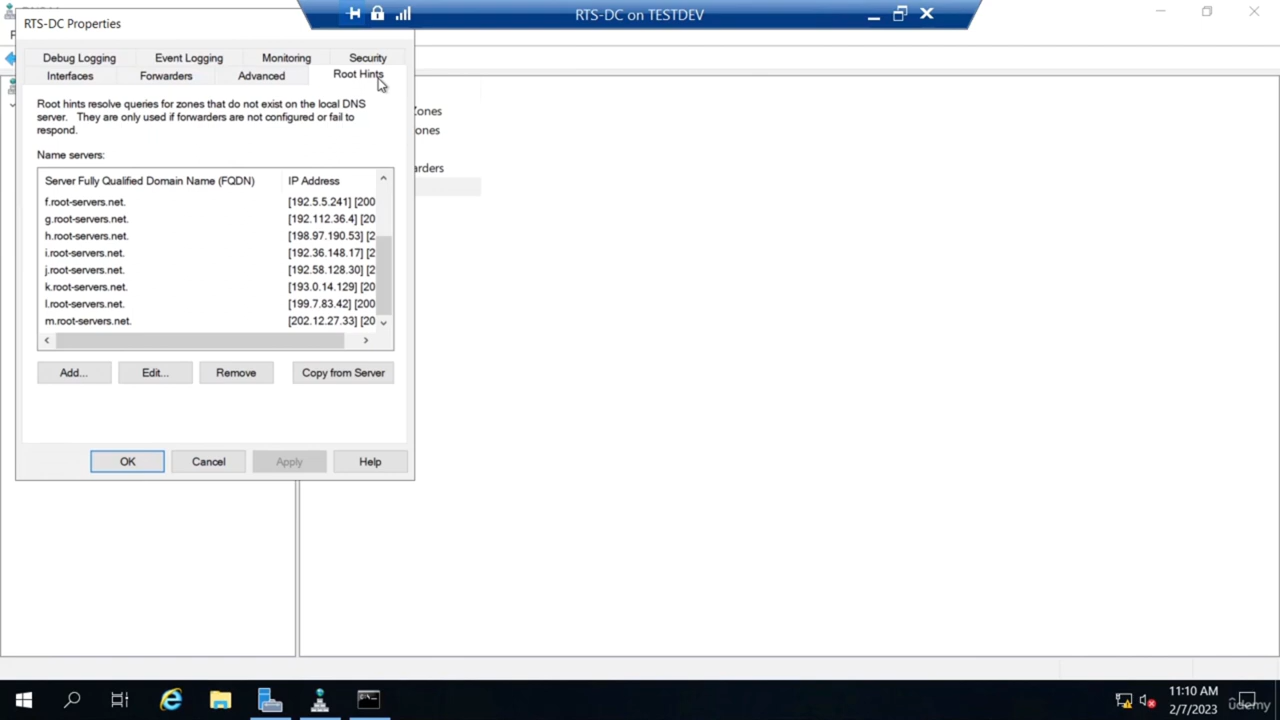 RTS-DC Properties
RTS-DC on TESTDEV
Debug Logging Event Logging Monitoring Security
Interfaces Forwarders Advanced Root Hints
Root hints resolve queries for zones that do not exist on the local DNS
server. They are only used if forwarders are not configured or fail to
respond.
Name servers:
Server Fully Qualified Domain Name (FQDN) IP Address
f.root-servers.net. [192.5.5.241] [200
g.root-servers.net. [192.112.36.4] [20
h.root-servers.net. [198.97.190.53] [2
i.root-servers.net. [192.36.148.17] [2
j.root-servers.net. [192.58.128.30] [2
k.root-servers.net. [193.0.14.129] [20
l.root-servers.net. [199.7.83.42] [200
m.root-servers.net. [202.12.27.33] [20
Add... Edit... Remove Copy from Server
OK Cancel Apply Help
Zones
ones
arders
11:10 AM
2/7/2023
udemy